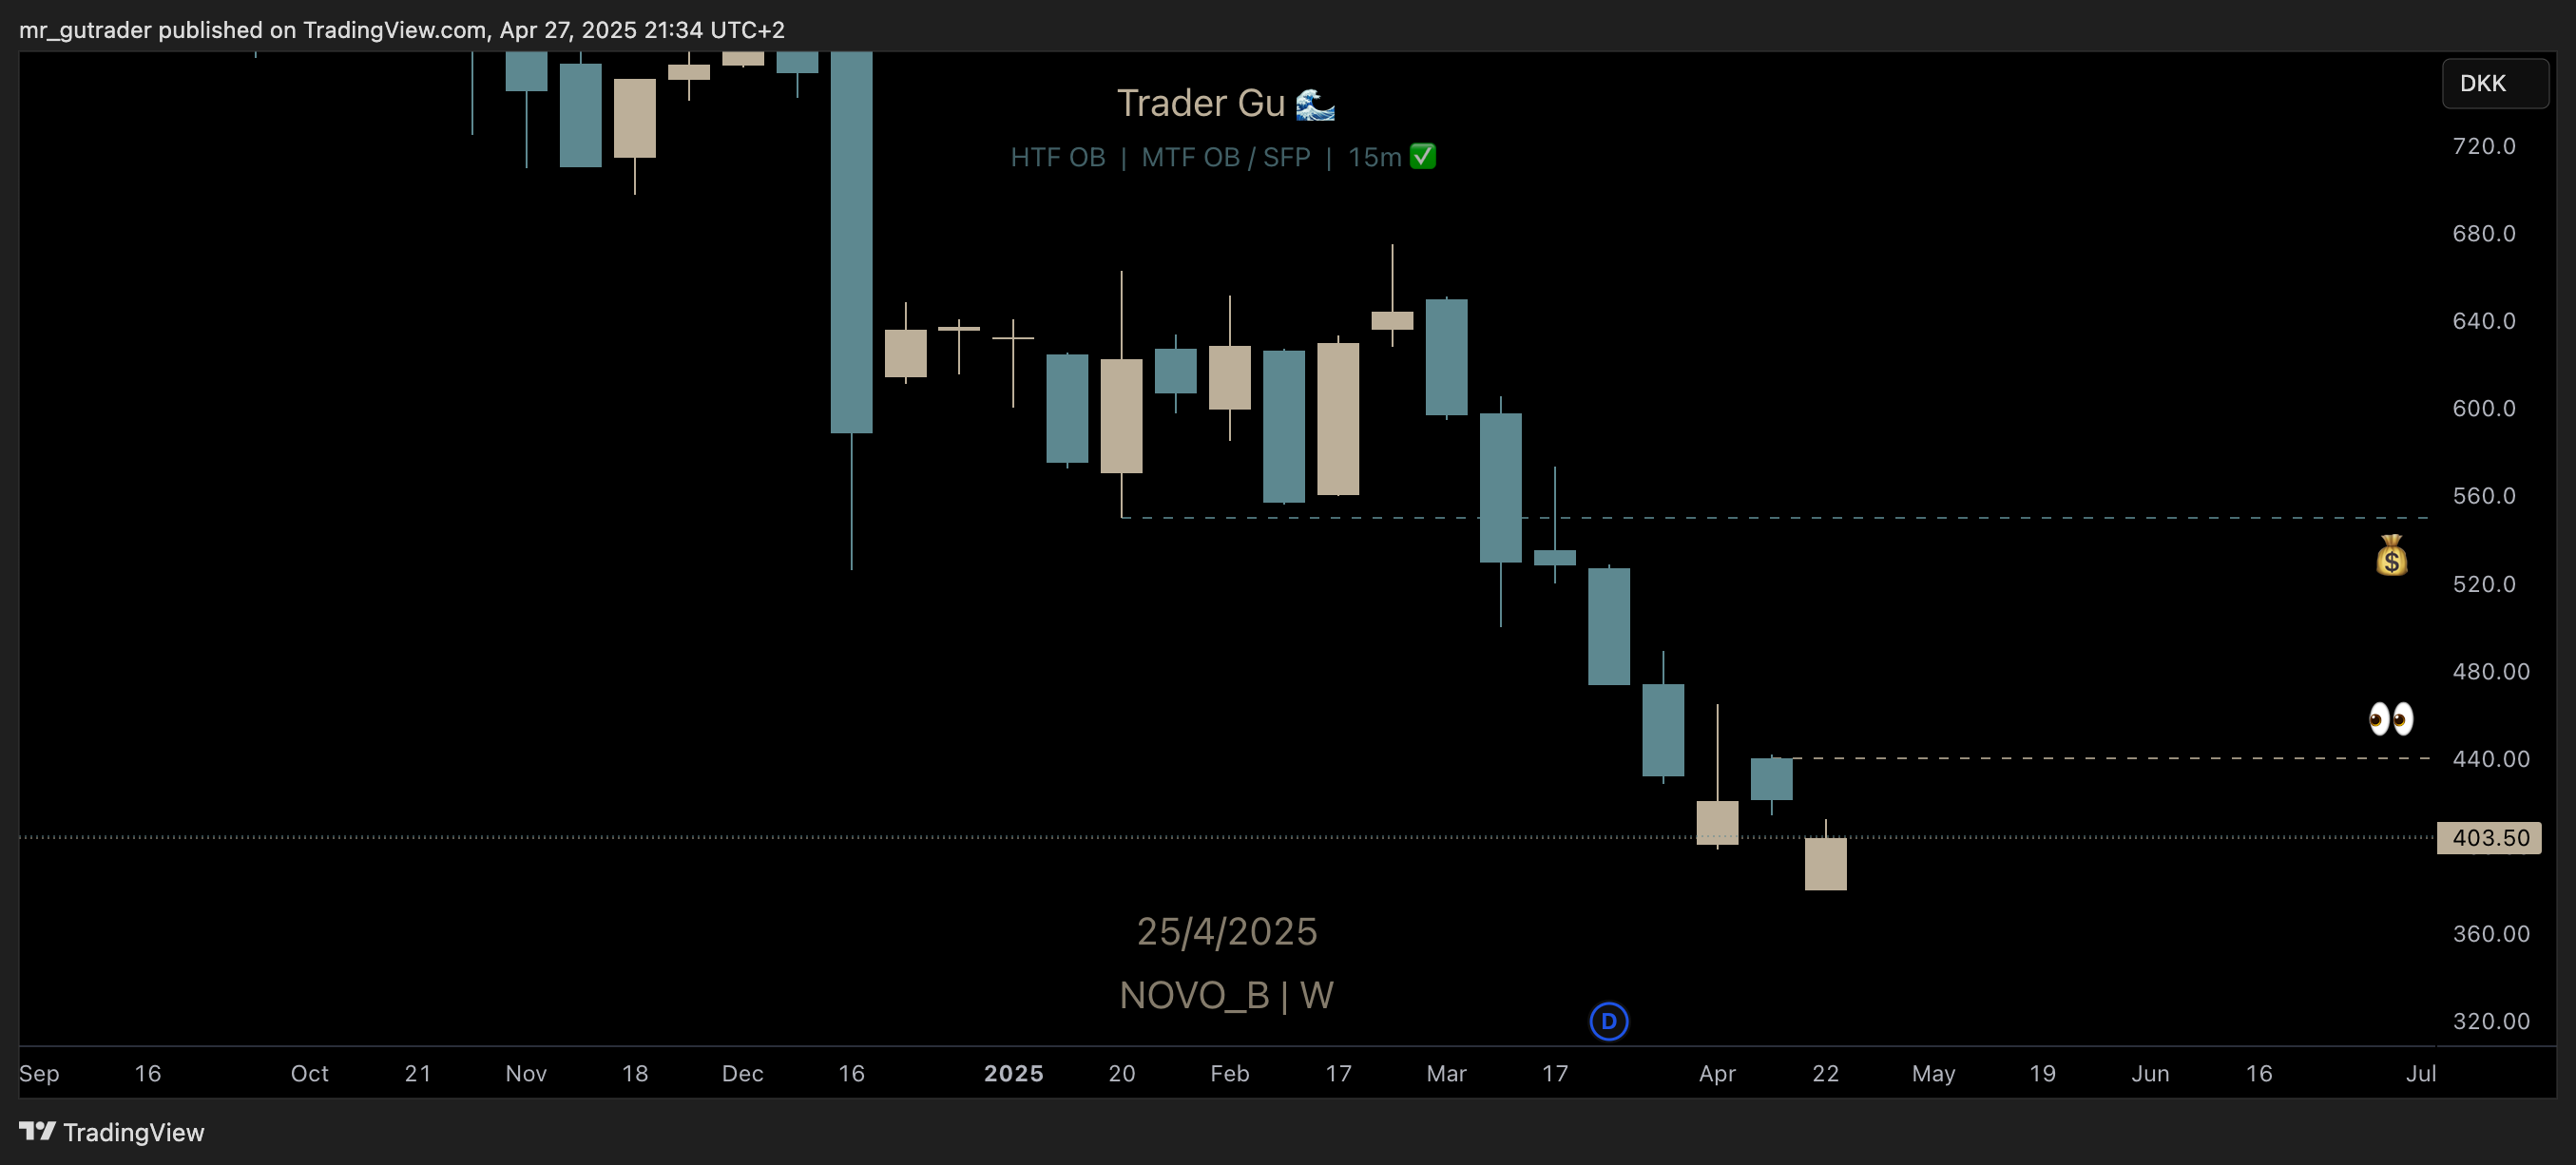 mr_gutrader published on TradingView.com, Apr 27, 2025 21:34 UTC+2
DKK
Trader Gu 🌊
HTF OB | MTF OB / SFP | 15m ✅
720.0
680.0
640.0
600.0
560.0
520.0
480.00
440.00
403.50
360.00
320.00
25/4/2025
NOVO_B | W
D
Sep 16 Oct 21 Nov 18 Dec 16 2025 20 Feb 17 Mar 17 Apr 22 May 19 Jun 16 Jul
TradingView